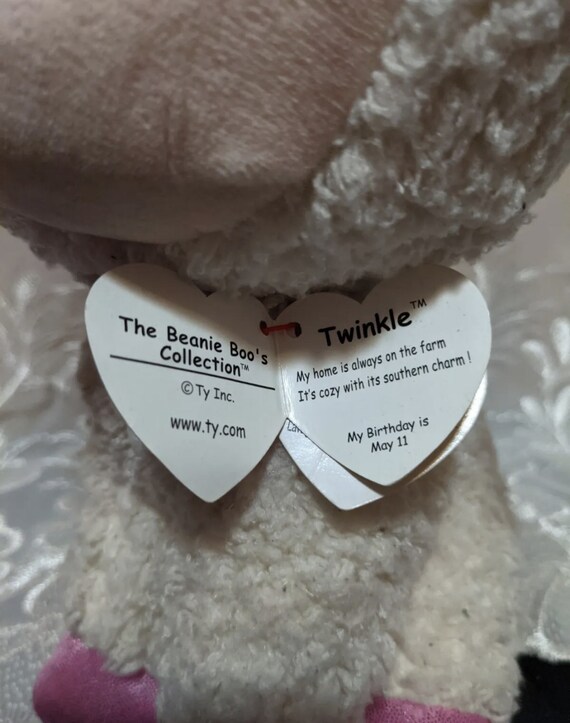 The Beanie Boo's
Collection™
© Ty Inc.
www.ty.com
Twinkle™
My home is always on the farm
It's cozy with its southern charm !
My Birthday is
May 11